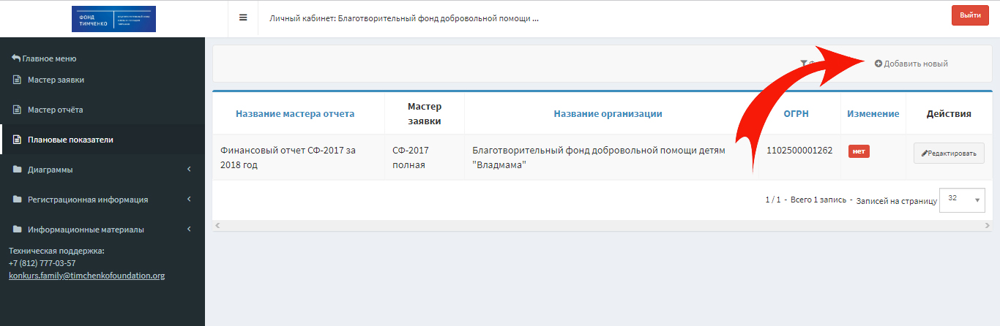 ФОНД
ТИМЧЕНКО
Личный кабинет: Благотворительный фонд добровольной помощи ...
Выйти
Главное меню
Мастер заявки
Мастер отчёта
Плановые показатели
Диаграммы
Регистрационная информация
Информационные материалы
Техническая поддержка:
+7 (812) 777-03-57
konkurs.family@timchenkofoundation.org
Добавить новый
Название мастера отчета
Мастер
заявки
Название организации
ОГРН
Изменение
Действия
Финансовый отчет СФ-2017 за
2018 год
СФ-2017
полная
Благотворительный фонд добровольной помощи детям
"Владмама"
1102500001262
нет
Редактировать
1 / 1 - Всего 1 запись - Записей на страницу 32